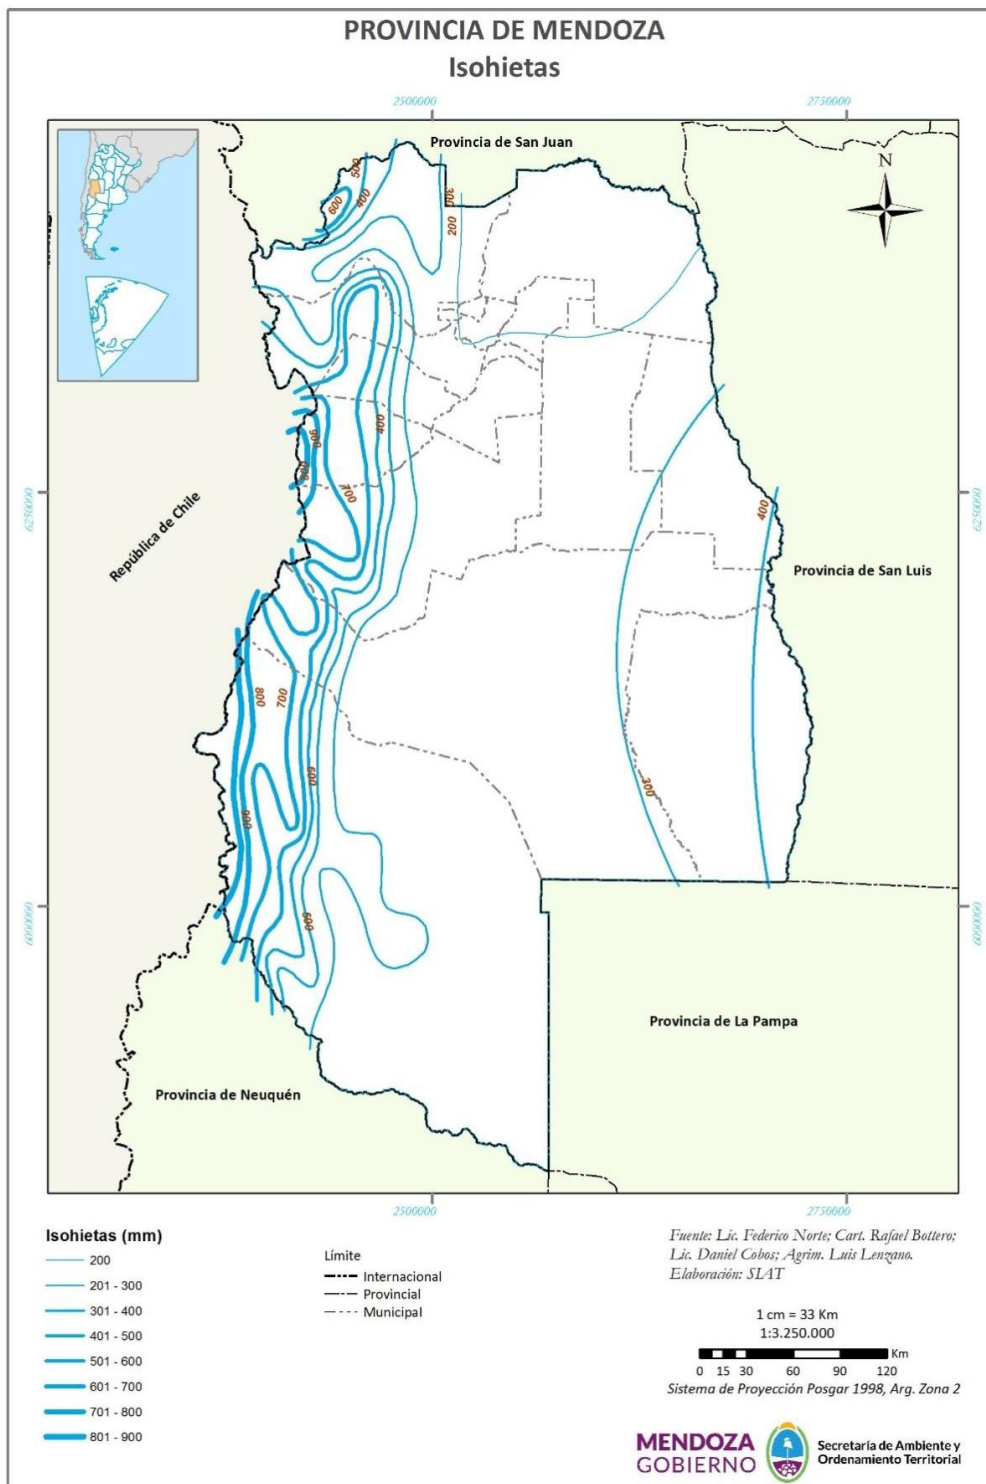 PROVINCIA DE MENDOZA
Isohietas
2500000
2750000
Provincia de San Juan
N
500
600
400
300
200
400
900
800
700
6250000
6250000
400
República de Chile
Provincia de San Luis
800
700
600
300
900
600
6000000
6000000
Provincia de La Pampa
Provincia de Neuquén
2500000
2750000
Isohietas (mm)
200
201 - 300
301 - 400
401 - 500
501 - 600
601 - 700
701 - 800
801 - 900
Límite
Internacional
Provincial
Municipal
Fuente: Lic. Federico Norte; Cart. Rafael Bottero;
Lic. Daniel Cobos; Agrim. Luis Lenzano.
Elaboración: SLAT
1 cm = 33 Km
1:3.250.000
Km
0 15 30 60 90 120
Sistema de Proyección Posgar 1998, Arg. Zona 2
MENDOZA
GOBIERNO
Secretaría de Ambiente y
Ordenamiento Territorial